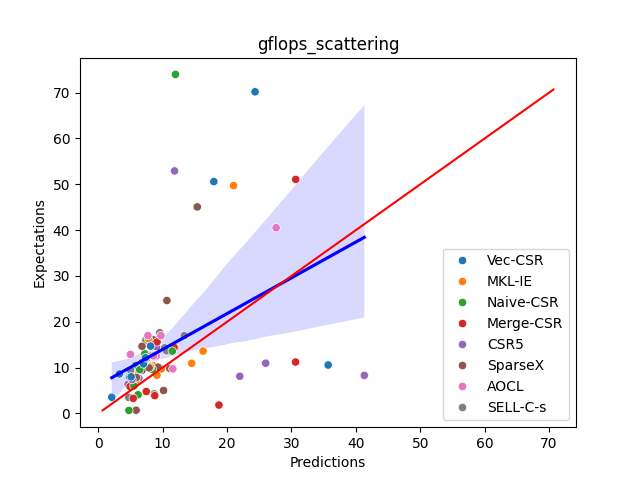 gflops_scattering
Expectations
70
60
50
40
30
20
10
0
Vec-CSR
MKL-IE
Naive-CSR
Merge-CSR
CSR5
SparseX
AOCL
SELL-C-s
0 10 20 30 40 50 60 70
Predictions